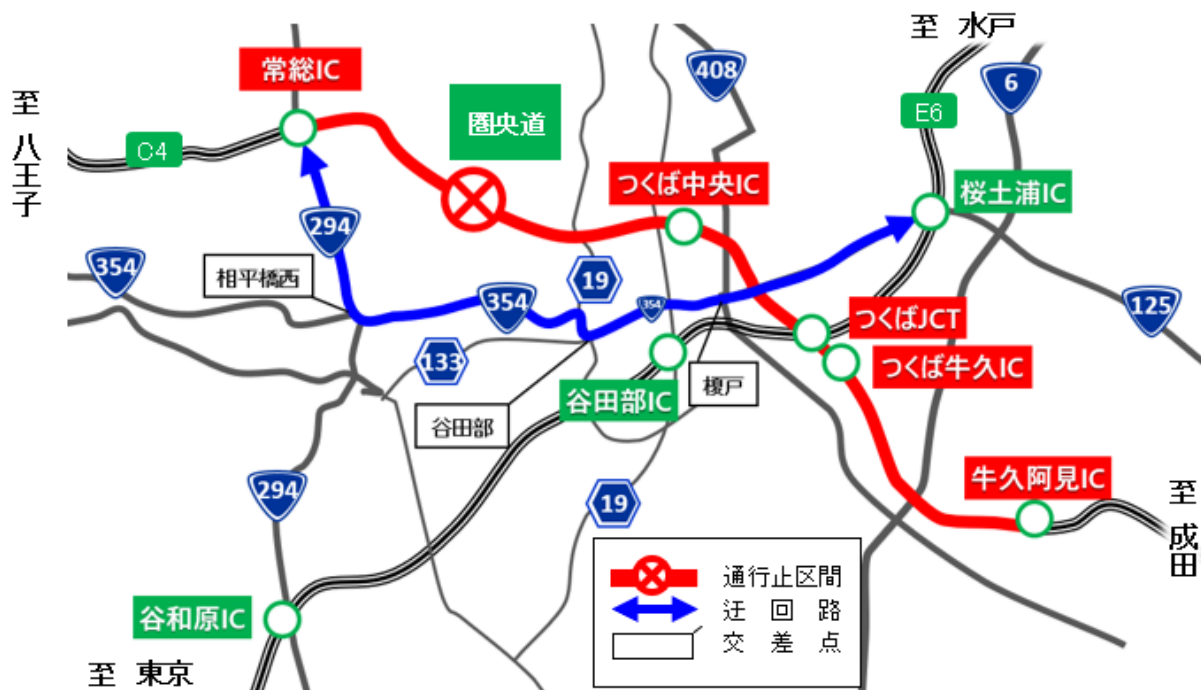 至 水戸
常総IC
408
6
至 八王子
圏央道
E6
C4
つくば中央IC
桜土浦IC
294
354
相平橋西
19
354
354
125
つくばJCT
133
つくば牛久IC
榎戸
谷田部IC
谷田部
牛久阿見IC
294
19
至 成田
通行止区間
迂 回 路
交 差 点
谷和原IC
至 東京